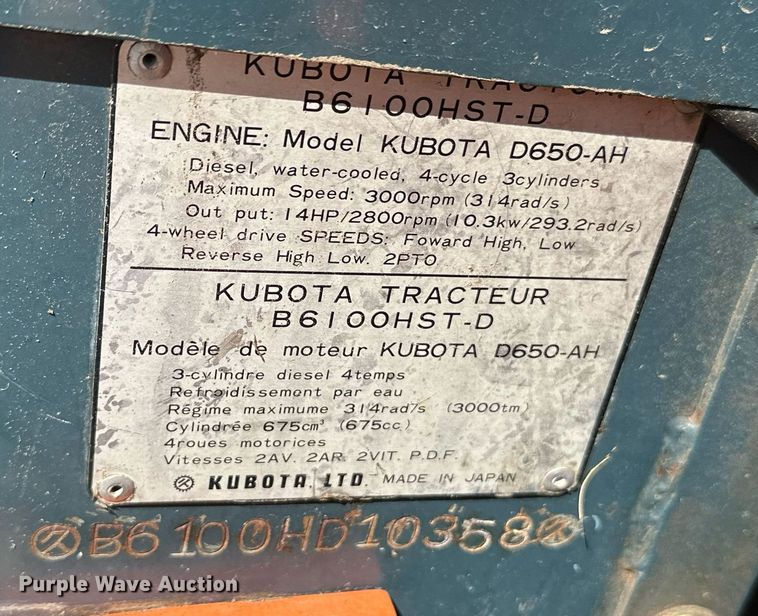 KUBOTA TRACTOR
B6100HST-D
ENGINE: Model KUBOTA D650-AH
Diesel, water-cooled, 4-cycle 3cylinders
Maximum Speed: 3000rpm (314rad/s)
Out put: 14HP/2800rpm (10.3kw/293.2rad/s)
4-wheel drive SPEEDS: Foward High, Low
Reverse High Low. 2PTO
KUBOTA TRACTEUR
B6100HST-D
Modèle de moteur KUBOTA D650-AH
3-cylindre diesel 4temps
Refroidissement par eau
Régime maximume 314rad/s (3000tm)
Cylindrée 675cm³ (675cc)
4roues motorices
Vitesses 2AV. 2AR. 2VIT. P.D.F.
KUBOTA, LTD. MADE IN JAPAN
B6100HD10358
Purple Wave Auction